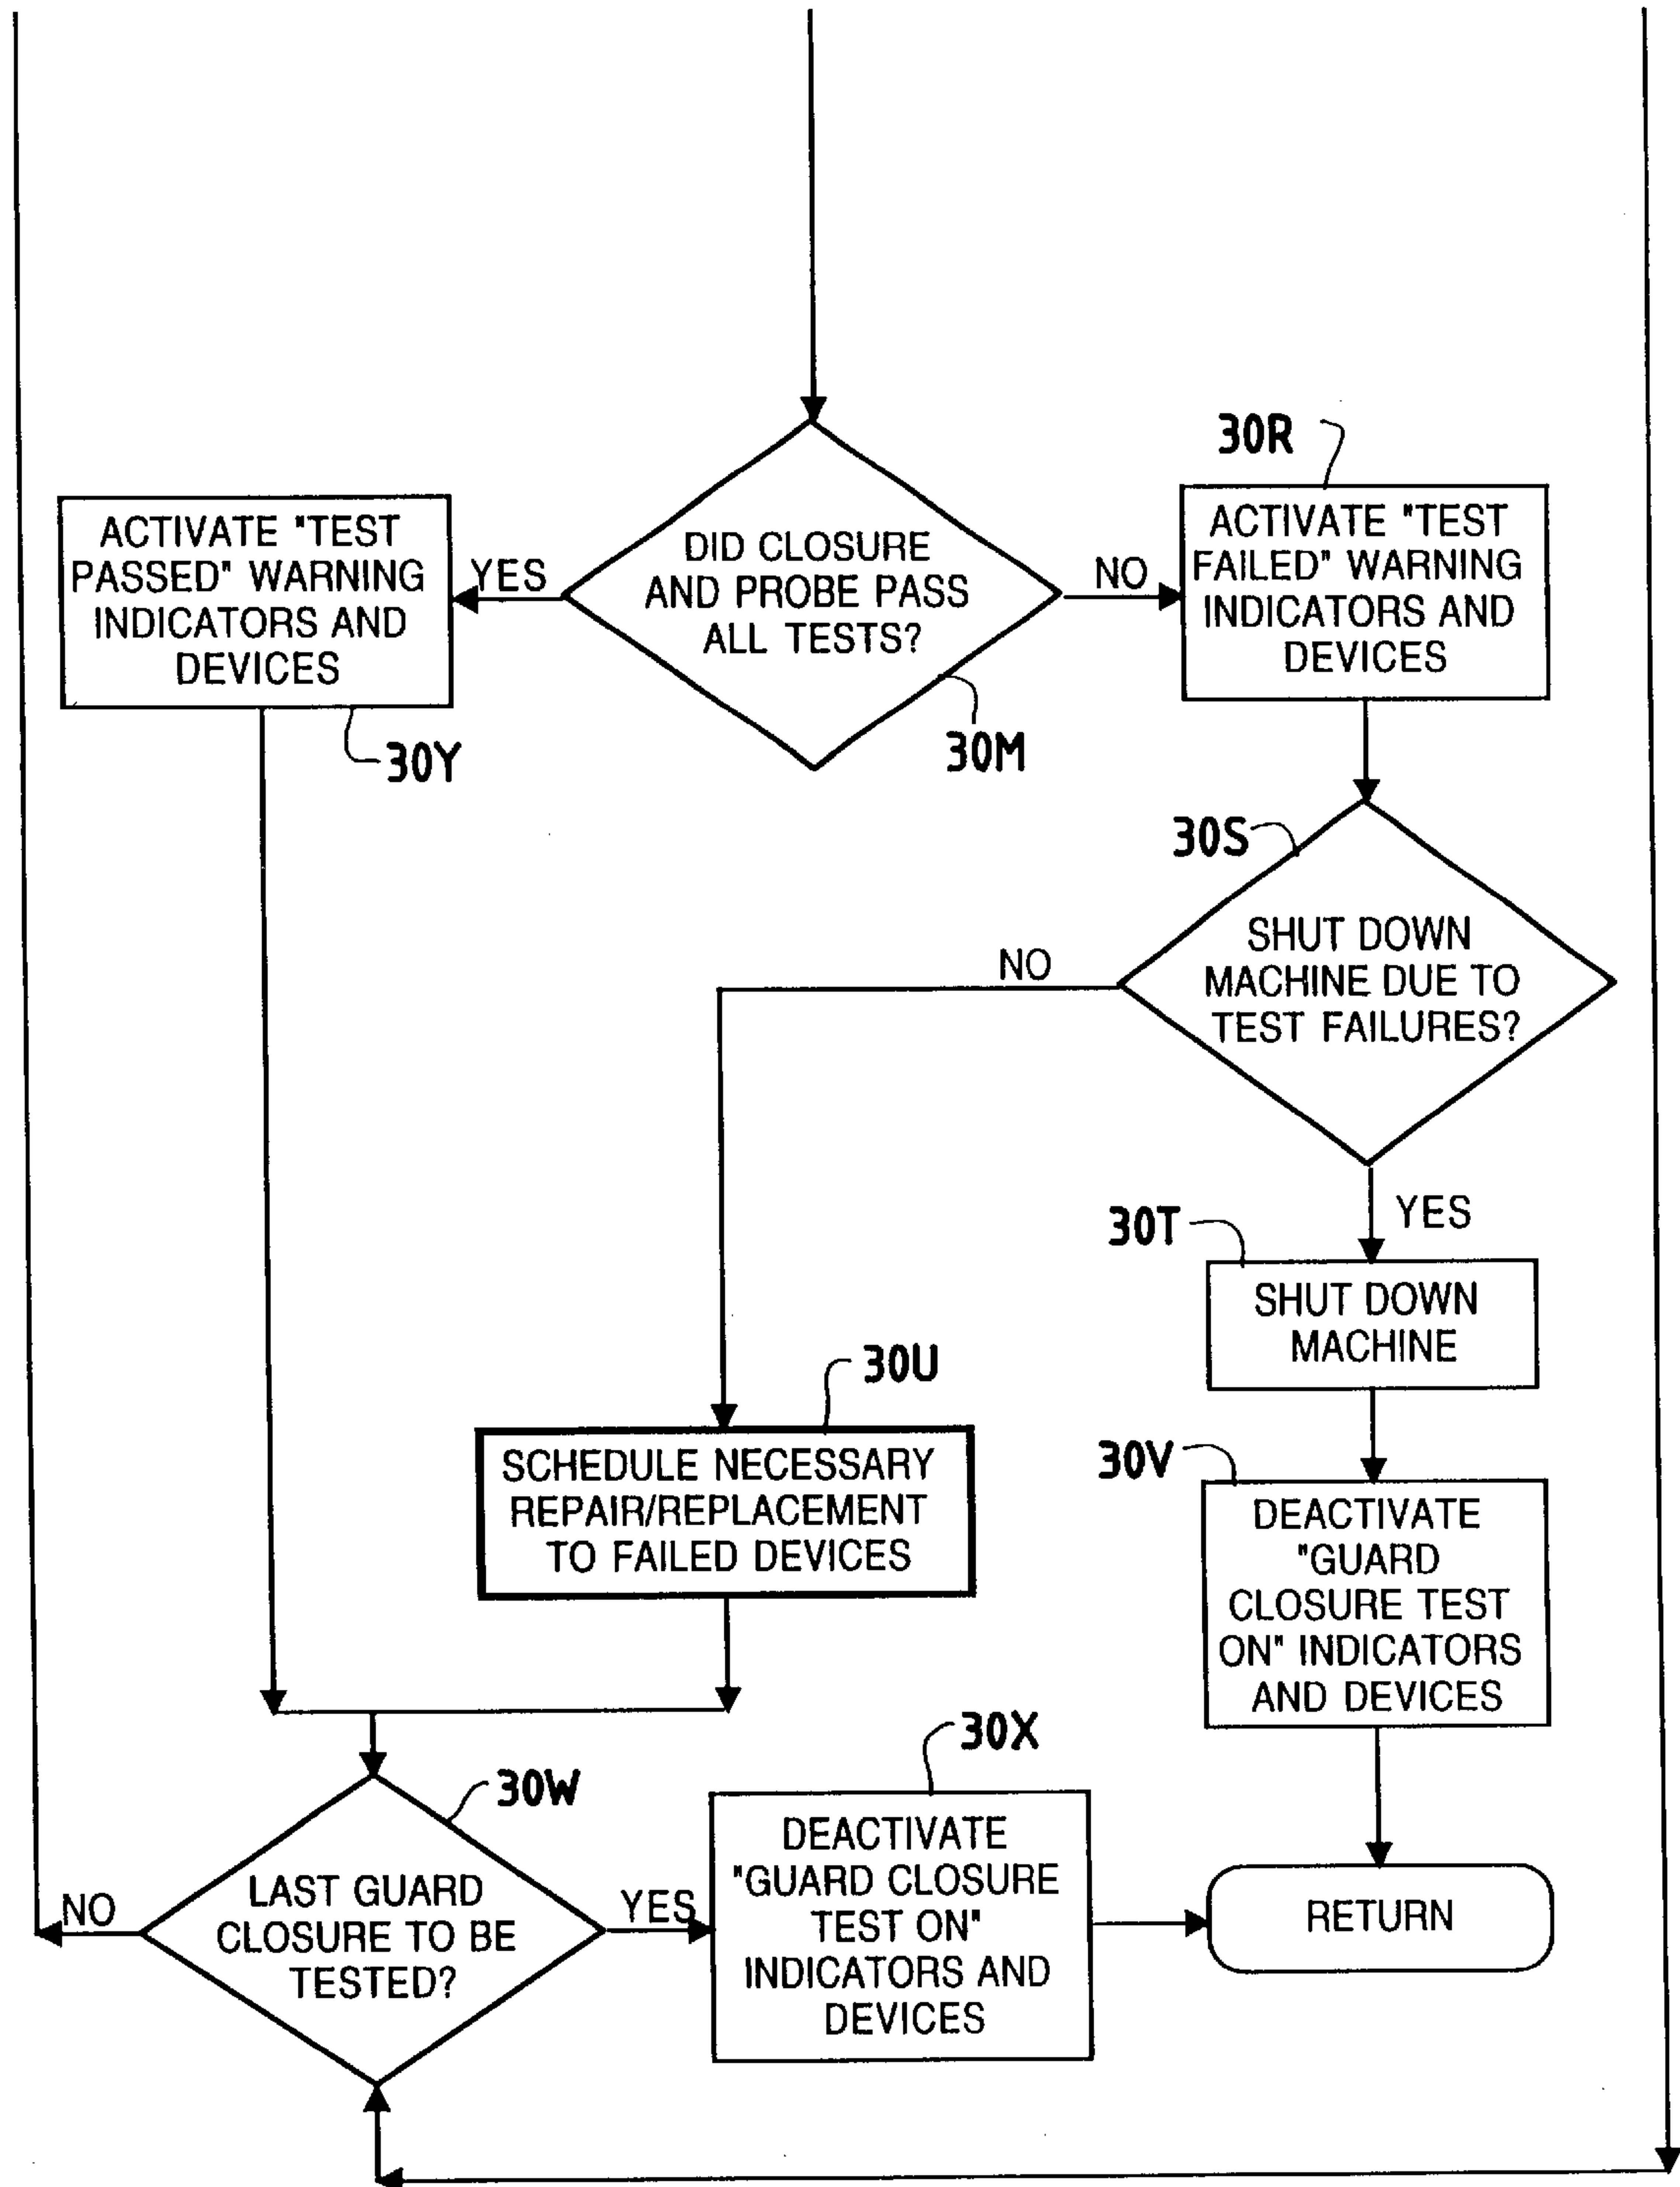 30R
ACTIVATE "TEST
PASSED" WARNING
INDICATORS AND
DEVICES
YES
DID CLOSURE
AND PROBE PASS
ALL TESTS?
NO
ACTIVATE "TEST
FAILED" WARNING
INDICATORS AND
DEVICES
30Y
30M
30S
SHUT DOWN
MACHINE DUE TO
TEST FAILURES?
NO
YES
30T
SHUT DOWN
MACHINE
30U
SCHEDULE NECESSARY
REPAIR/REPLACEMENT
TO FAILED DEVICES
30V
DEACTIVATE
"GUARD
CLOSURE TEST
ON" INDICATORS
AND DEVICES
30W
LAST GUARD
CLOSURE TO BE
TESTED?
NO
YES
30X
DEACTIVATE
"GUARD CLOSURE
TEST ON"
INDICATORS AND
DEVICES
RETURN